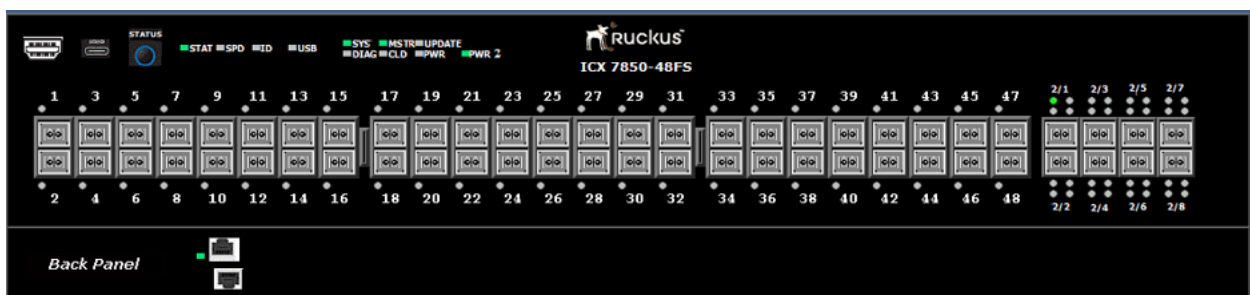 STATUS
STAT SPD ID USB SYS MSTR UPDATE
DIAG CLD PWR PWR 2
RUCKUS
ICX 7850-48FS
1 3 5 7 9 11 13 15 17 19 21 23 25 27 29 31 33 35 37 39 41 43 45 47 2/1 2/3 2/5 2/7
2 4 6 8 10 12 14 16 18 20 22 24 26 28 30 32 34 36 38 40 42 44 46 48 2/2 2/4 2/6 2/8
Back Panel